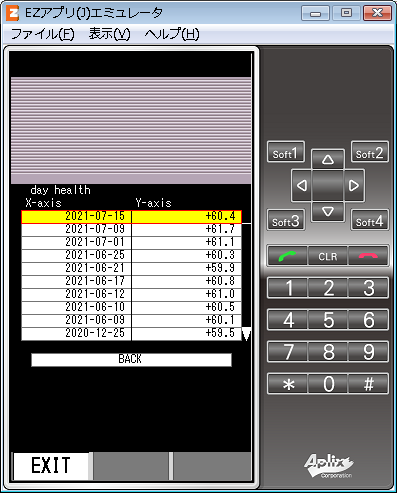 EZアプリ(J)エミュレータ
ファイル(F) 表示(V) ヘルプ(H)
day health
X-axis Y-axis
2021-07-15 +60.4
2021-07-09 +61.7
2021-07-01 +61.1
2021-06-25 +60.3
2021-06-21 +59.9
2021-06-17 +60.8
2021-06-12 +61.0
2021-06-10 +60.5
2021-06-09 +60.1
2020-12-25 +59.5
BACK
EXIT
Soft1 Soft2
Soft3 Soft4
CLR
1 2 3
4 5 6
7 8 9
* 0 #
Aplix
Corporation